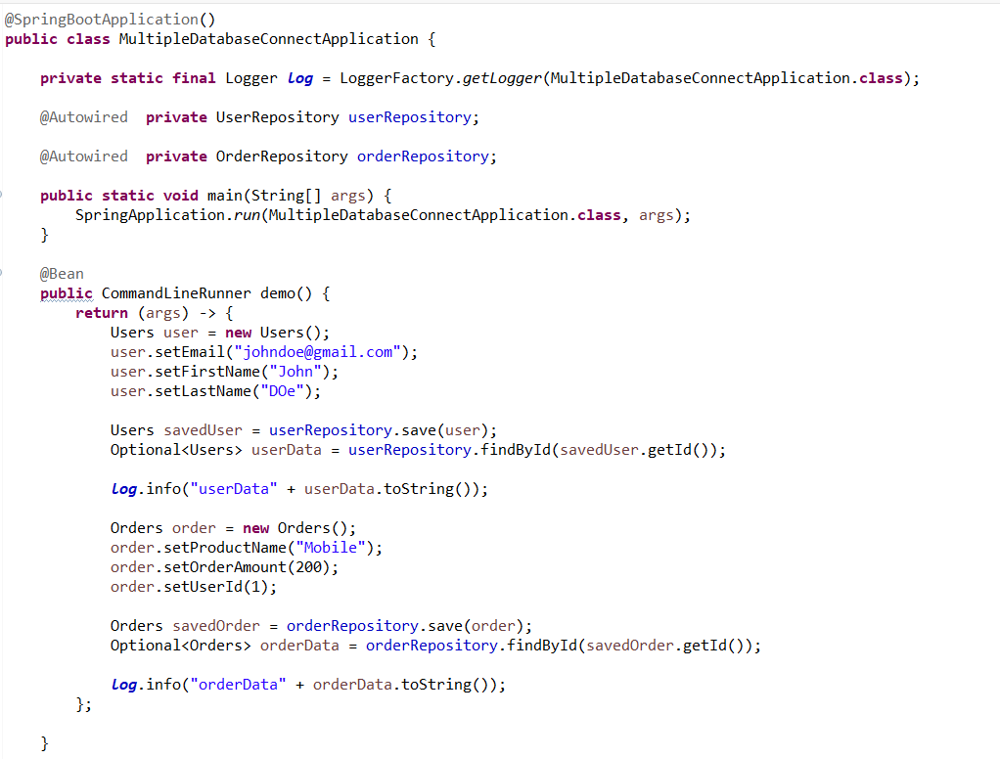 @SpringBootApplication()
public class MultipleDatabaseConnectApplication {
private static final Logger log = LoggerFactory.getLogger(MultipleDatabaseConnectApplication.class);
@Autowired  private UserRepository userRepository;
@Autowired  private OrderRepository orderRepository;
public static void main(String[] args) {
SpringApplication.run(MultipleDatabaseConnectApplication.class, args);
}
@Bean
public CommandLineRunner demo() {
return (args) -> {
Users user = new Users();
user.setEmail("johndoe@gmail.com");
user.setFirstName("John");
user.setLastName("DOe");
Users savedUser = userRepository.save(user);
Optional<Users> userData = userRepository.findById(savedUser.getId());
log.info("userData" + userData.toString());
Orders order = new Orders();
order.setProductName("Mobile");
order.setOrderAmount(200);
order.setUserId(1);
Orders savedOrder = orderRepository.save(order);
Optional<Orders> orderData = orderRepository.findById(savedOrder.getId());
log.info("orderData" + orderData.toString());
};
}